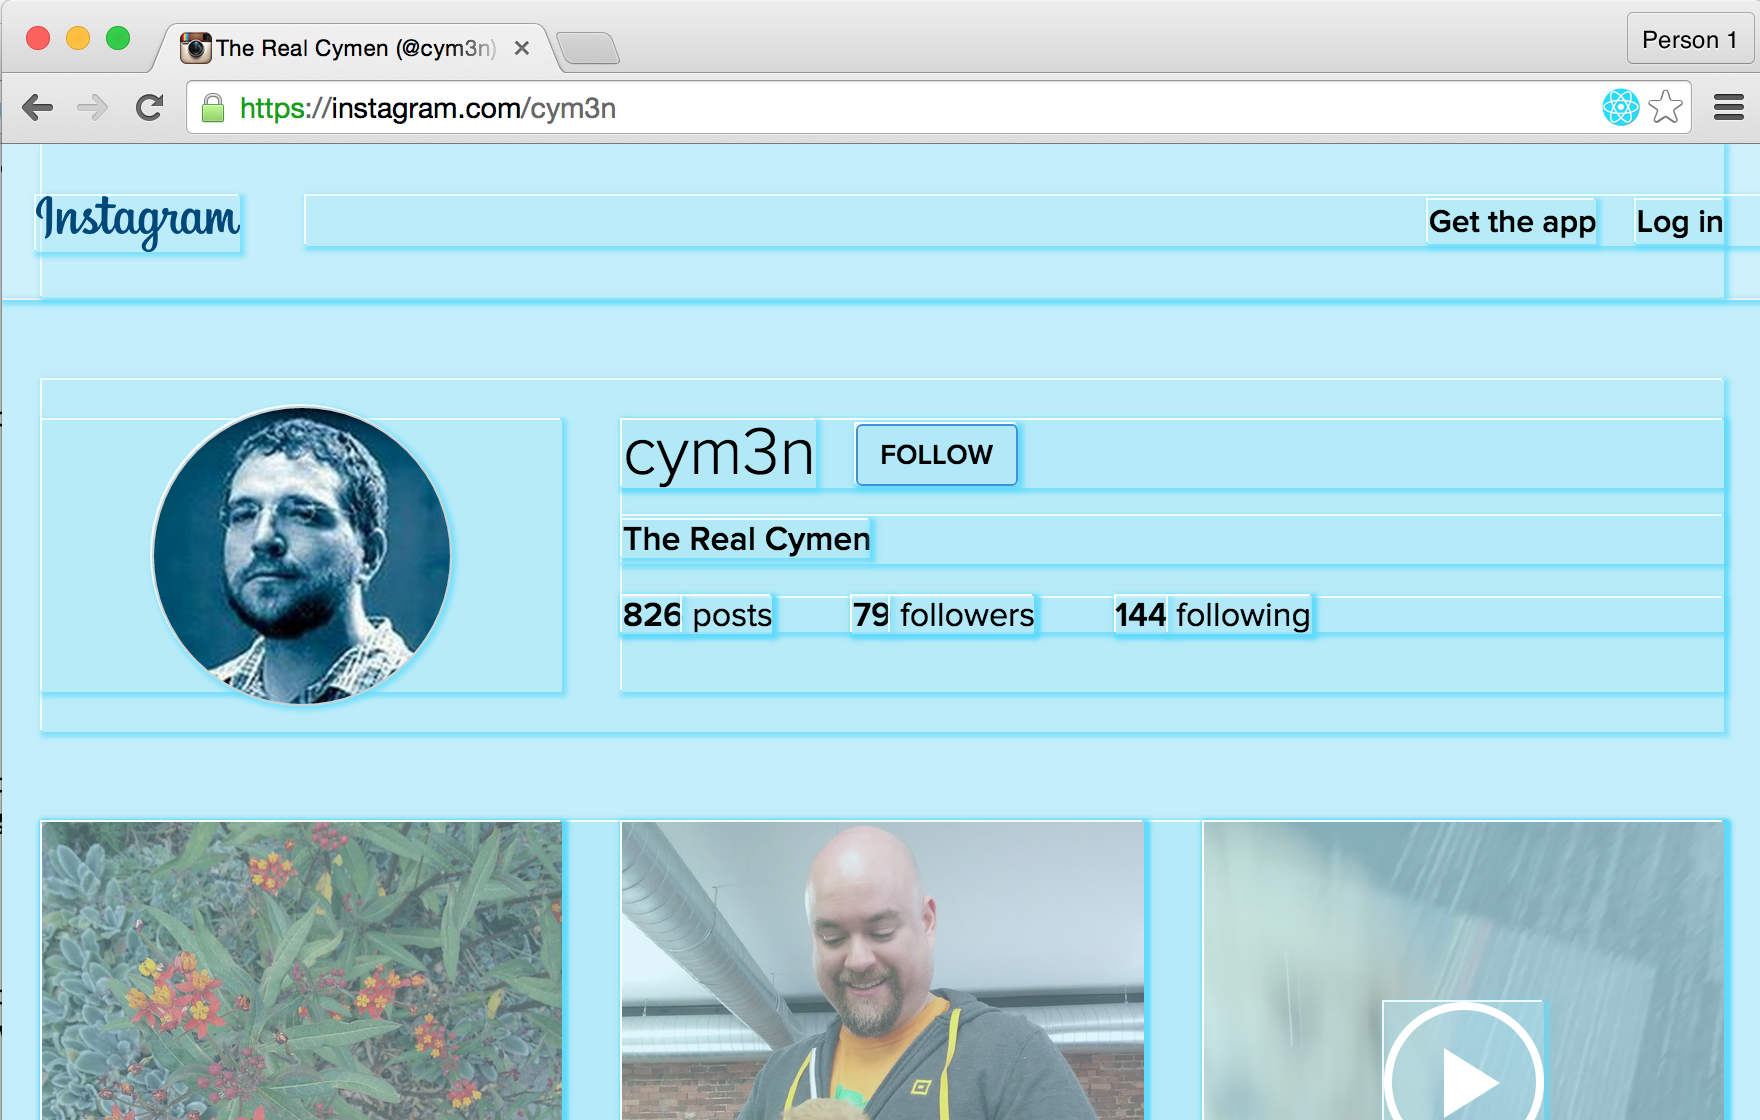 The Real Cymen (@cym3n)
Person 1
https://instagram.com/cym3n
Instagram
Get the app
Log in
cym3n
FOLLOW
The Real Cymen
826 posts
79 followers
144 following